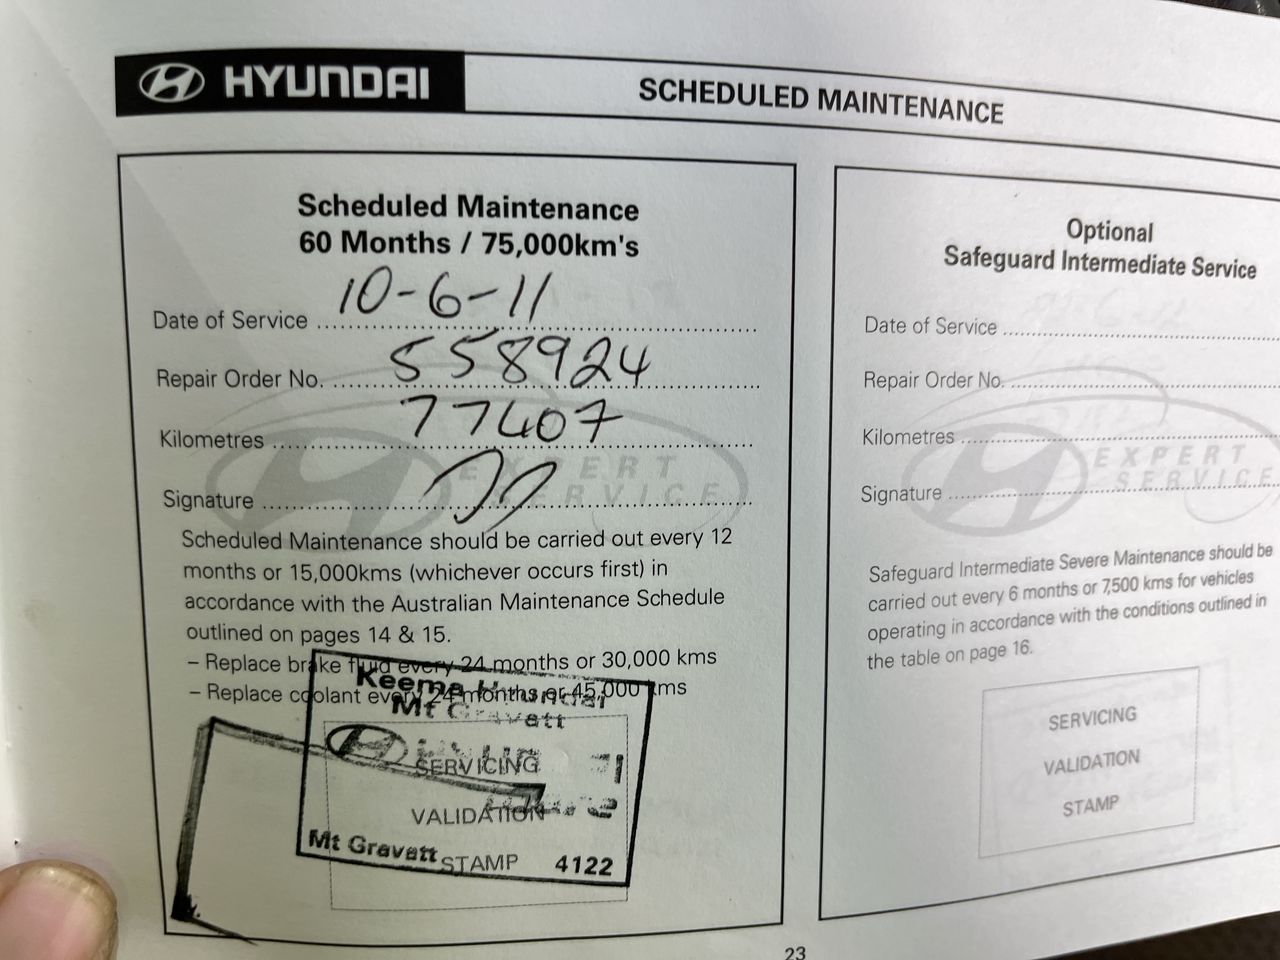 HYUNDAI
SCHEDULED MAINTENANCE
Scheduled Maintenance
60 Months / 75,000km's
Date of Service 10-6-11
Repair Order No. 558924
Kilometres 77407
EXPERT
SERVICE
Signature
Scheduled Maintenance should be carried out every 12
months or 15,000kms (whichever occurs first) in
accordance with the Australian Maintenance Schedule
outlined on pages 14 & 15.
– Replace brake fluid every 24 months or 30,000 kms
– Replace coolant every 24 months or 45,000 kms
Keema Hyundai
Mt Gravatt
SERVICING
VALIDATION
STAMP
Mt Gravatt 4122
Optional
Safeguard Intermediate Service
Date of Service
Repair Order No.
Kilometres
EXPERT
SERVICE
Signature
Safeguard Intermediate Severe Maintenance should be
carried out every 6 months or 7,500 kms for vehicles
operating in accordance with the conditions outlined in
the table on page 16.
SERVICING
VALIDATION
STAMP
23